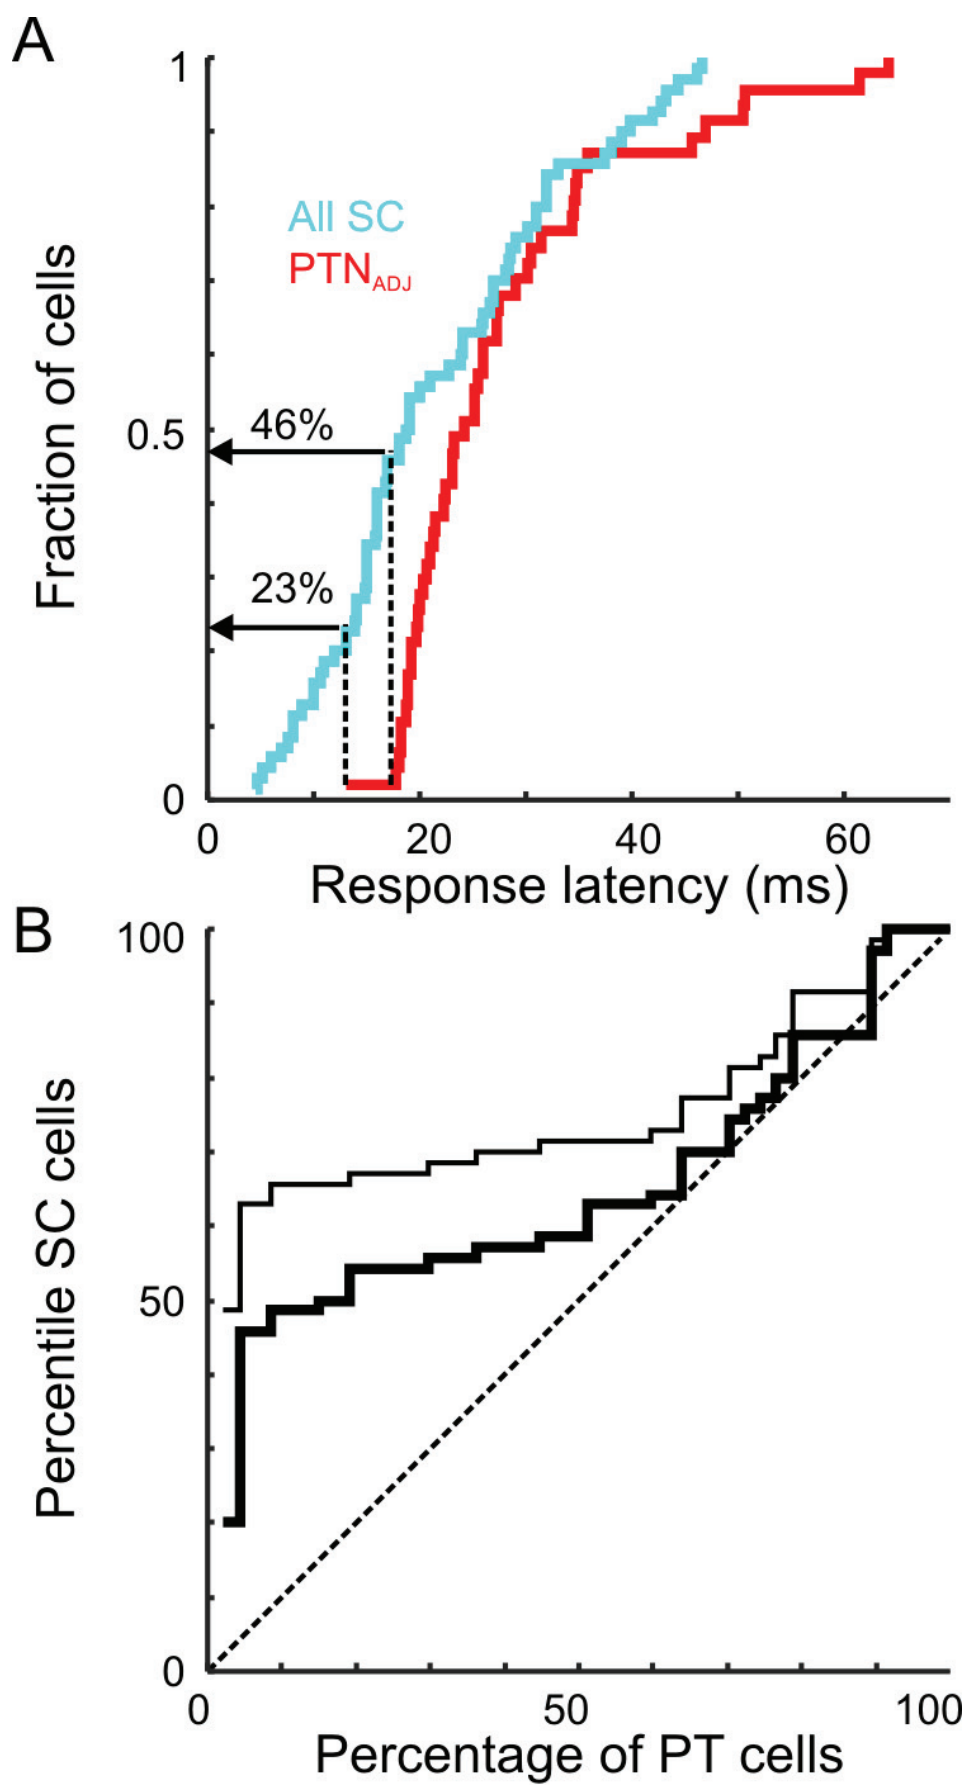 A
1
All SC
PTN_ADJ
Fraction of cells
0.5
46%
23%
0
0 20 40 60
Response latency (ms)
B
100
Percentile SC cells
50
0
0 50 100
Percentage of PT cells